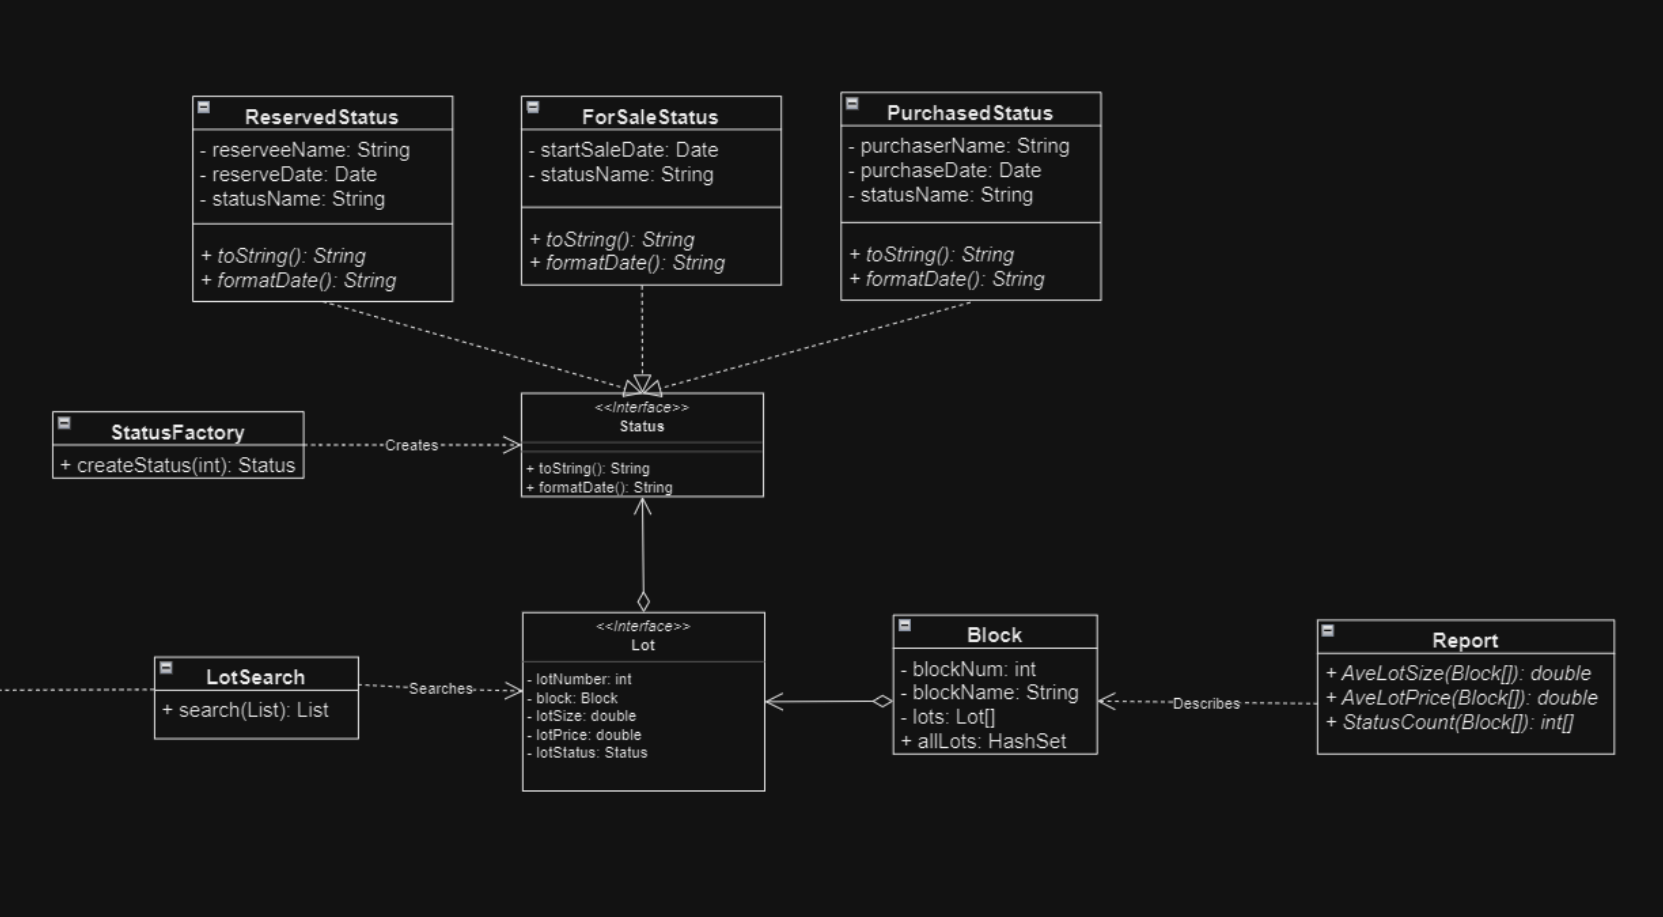 ReservedStatus
- reserveeName: String
- reserveDate: Date
- statusName: String
+ toString(): String
+ formatDate(): String
ForSaleStatus
- startSaleDate: Date
- statusName: String
+ toString(): String
+ formatDate(): String
PurchasedStatus
- purchaserName: String
- purchaseDate: Date
- statusName: String
+ toString(): String
+ formatDate(): String
StatusFactory
+ createStatus(int): Status
Creates
<<Interface>>
Status
+ toString(): String
+ formatDate(): String
LotSearch
+ search(List): List
Searches
<<Interface>>
Lot
- lotNumber: int
- block: Block
- lotSize: double
- lotPrice: double
- lotStatus: Status
Block
- blockNum: int
- blockName: String
- lots: Lot[]
+ allLots: HashSet
Describes
Report
+ AveLotSize(Block[]): double
+ AveLotPrice(Block[]): double
+ StatusCount(Block[]): int[]